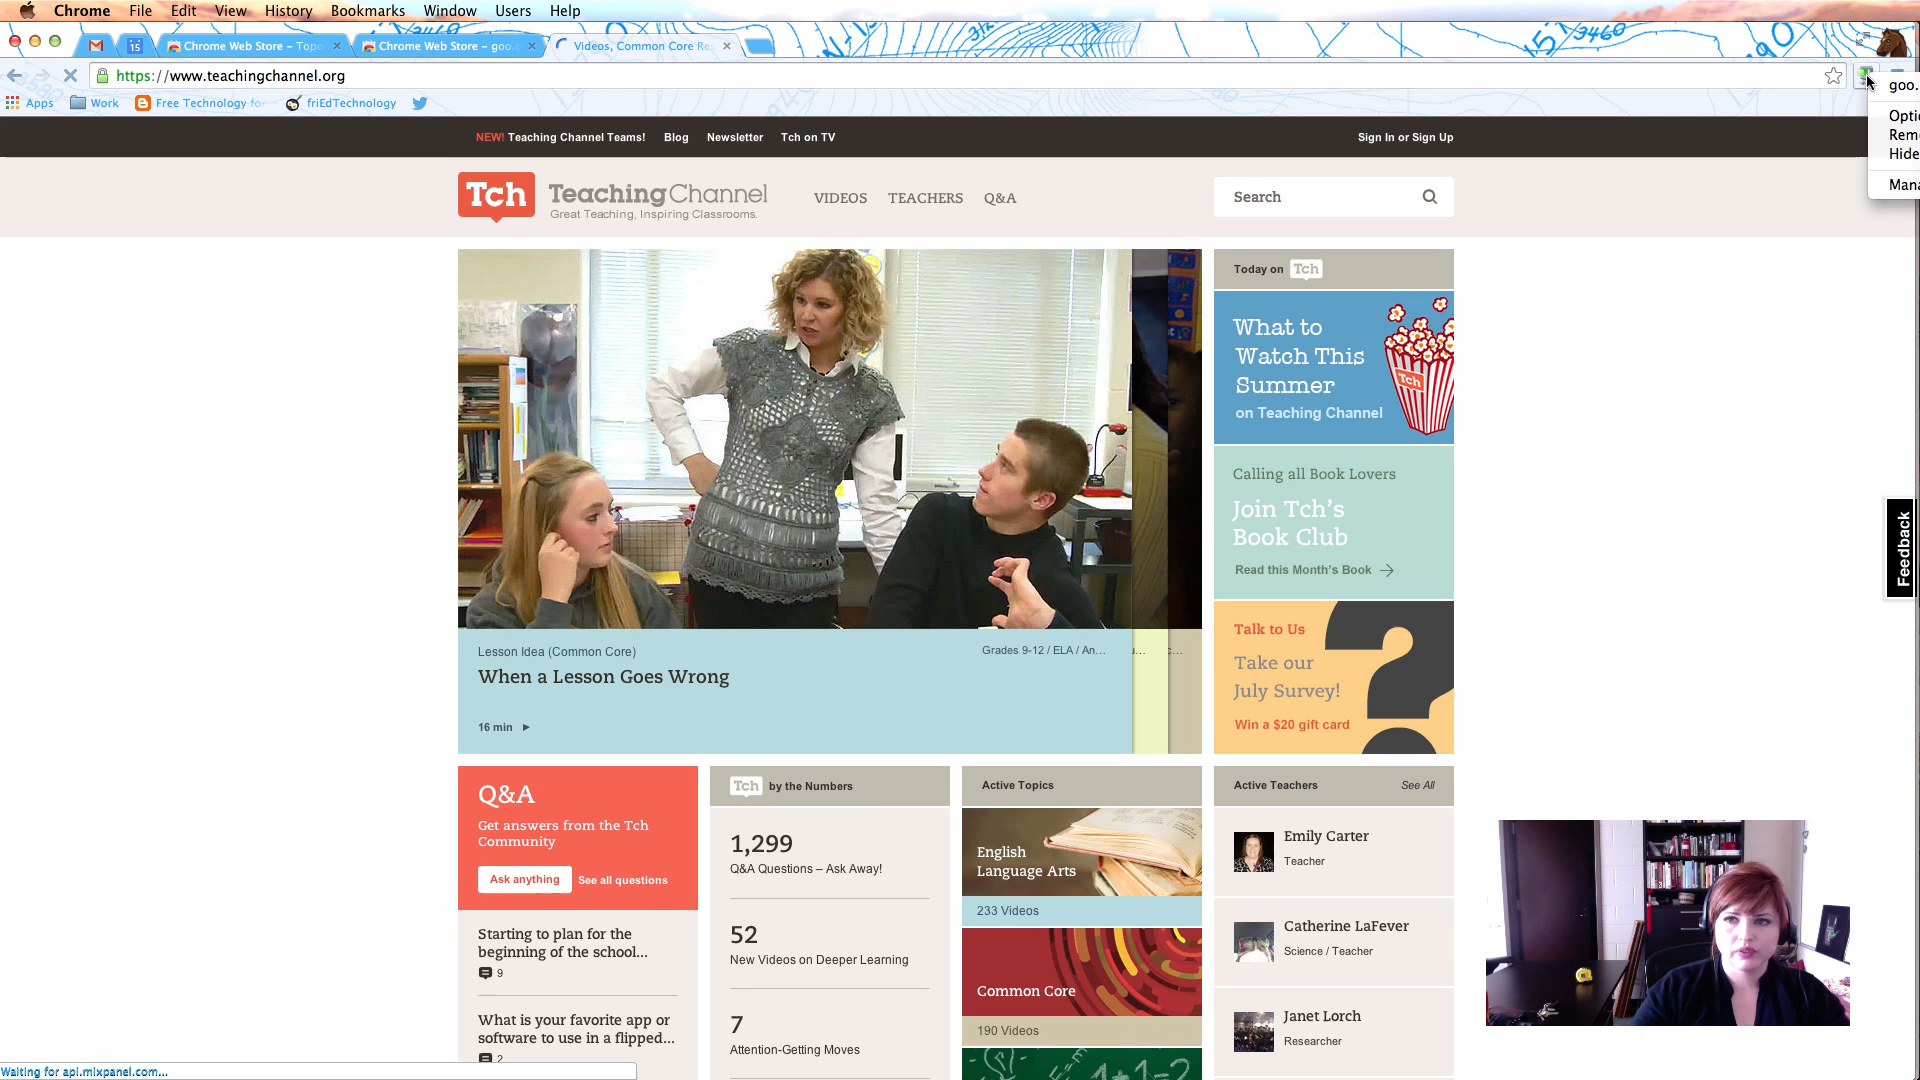 Chrome File Edit View History Bookmarks Window Users Help
15
Chrome Web Store – Topo
Chrome Web Store – goo.g
Videos, Common Core Re
https://www.teachingchannel.org
goo.
Apps
Work
Free Technology for
friEdTechnology
Optio
Rem
Hide
Mana
NEW! Teaching Channel Teams! Blog Newsletter Tch on TV
Sign In or Sign Up
Tch
TeachingChannel
Great Teaching, Inspiring Classrooms.
VIDEOS TEACHERS Q&A
Search
Today on Tch
What to
Watch This
Summer
on Teaching Channel
Tch
Calling all Book Lovers
Join Tch's
Book Club
Read this Month's Book
Feedback
Talk to Us
Take our
July Survey!
Win a $20 gift card
Lesson Idea (Common Core)
Grades 9-12 / ELA / An...
When a Lesson Goes Wrong
16 min
Q&A
Get answers from the Tch
Community
Ask anything
See all questions
Starting to plan for the
beginning of the school...
9
What is your favorite app or
software to use in a flipped...
2
Tch by the Numbers
1,299
Q&A Questions – Ask Away!
52
New Videos on Deeper Learning
7
Attention-Getting Moves
Active Topics
English
Language Arts
233 Videos
Common Core
190 Videos
Active Teachers
See All
Emily Carter
Teacher
Catherine LaFever
Science / Teacher
Janet Lorch
Researcher
Waiting for api.mixpanel.com...